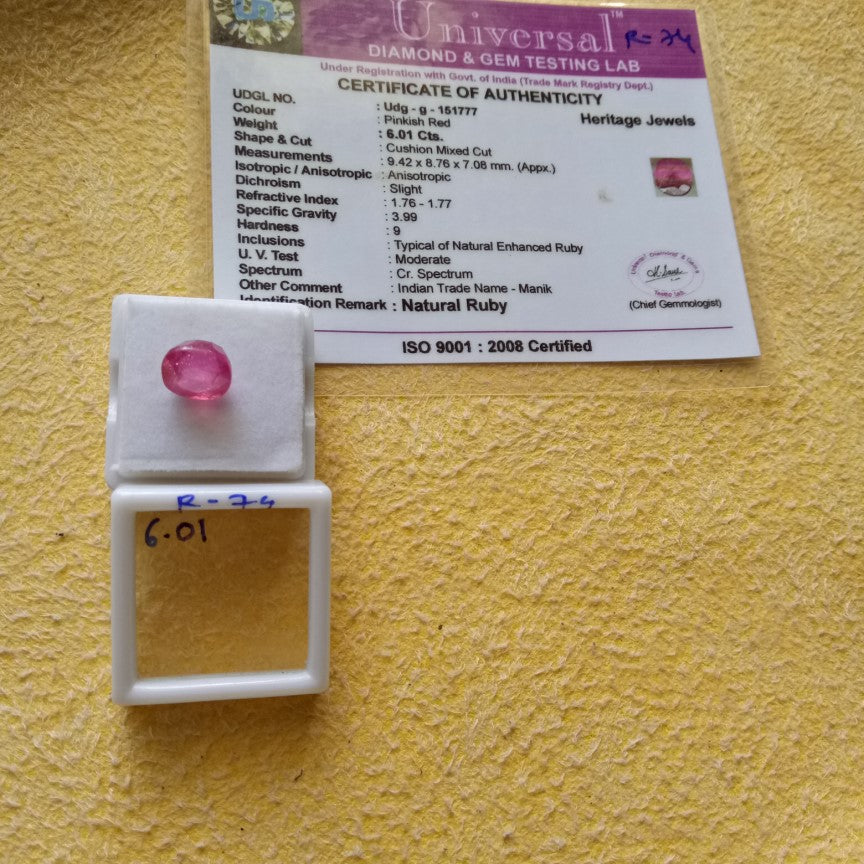 Universal™
R-74
DIAMOND & GEM TESTING LAB
Under Registration with Govt. of India (Trade Mark Registry Dept.)
CERTIFICATE OF AUTHENTICITY
Heritage Jewels
UDGL NO. : Udg - g - 151777
Colour : Pinkish Red
Weight : 6.01 Cts.
Shape & Cut : Cushion Mixed Cut
Measurements : 9.42 x 8.76 x 7.08 mm. (Appx.)
Isotropic / Anisotropic : Anisotropic
Dichroism : Slight
Refractive Index : 1.76 - 1.77
Specific Gravity : 3.99
Hardness : 9
Inclusions : Typical of Natural Enhanced Ruby
U. V. Test : Moderate
Spectrum : Cr. Spectrum
Other Comment : Indian Trade Name - Manik
Identification Remark : Natural Ruby
(Chief Gemmologist)
ISO 9001 : 2008 Certified
R-74
6.01